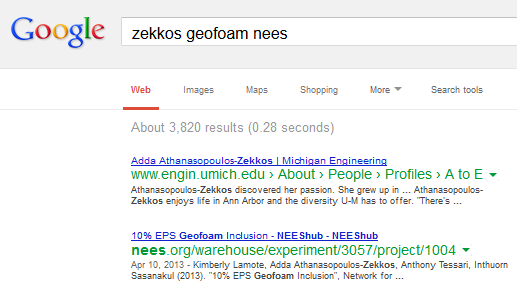 Google zekkos geofoam nees
Web Images Maps Shopping More Search tools
About 3,820 results (0.28 seconds)
Adda Athanasopoulos-Zekkos | Michigan Engineering
www.engin.umich.edu › About › People › Profiles › A to E
Athanasopoulos-Zekkos discovered her passion. She grew up in ... Athanasopoulos-
Zekkos enjoys life in Ann Arbor and the diversity U-M has to offer. "There's ...
10% EPS Geofoam Inclusion - NEEShub - NEEShub
nees.org/warehouse/experiment/3057/project/1004
Apr 10, 2013 - Kimberly Lamote, Adda Athanasopoulos-Zekkos, Anthony Tessari, Inthuorn
Sasanakul (2013). "10% EPS Geofoam Inclusion", Network for ...